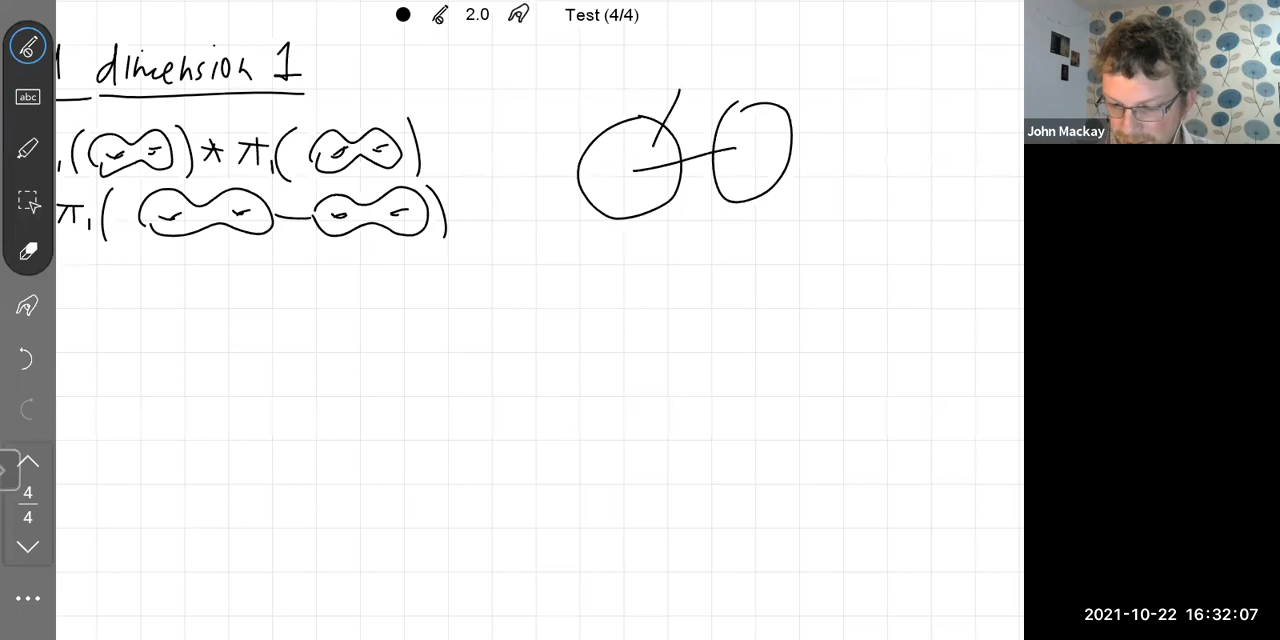 2.0 Test (4/4)
abc
dimension 1
π₁( ) * π₁( )
π₁( )
John Mackay
4
4
2021-10-22 16:32:07